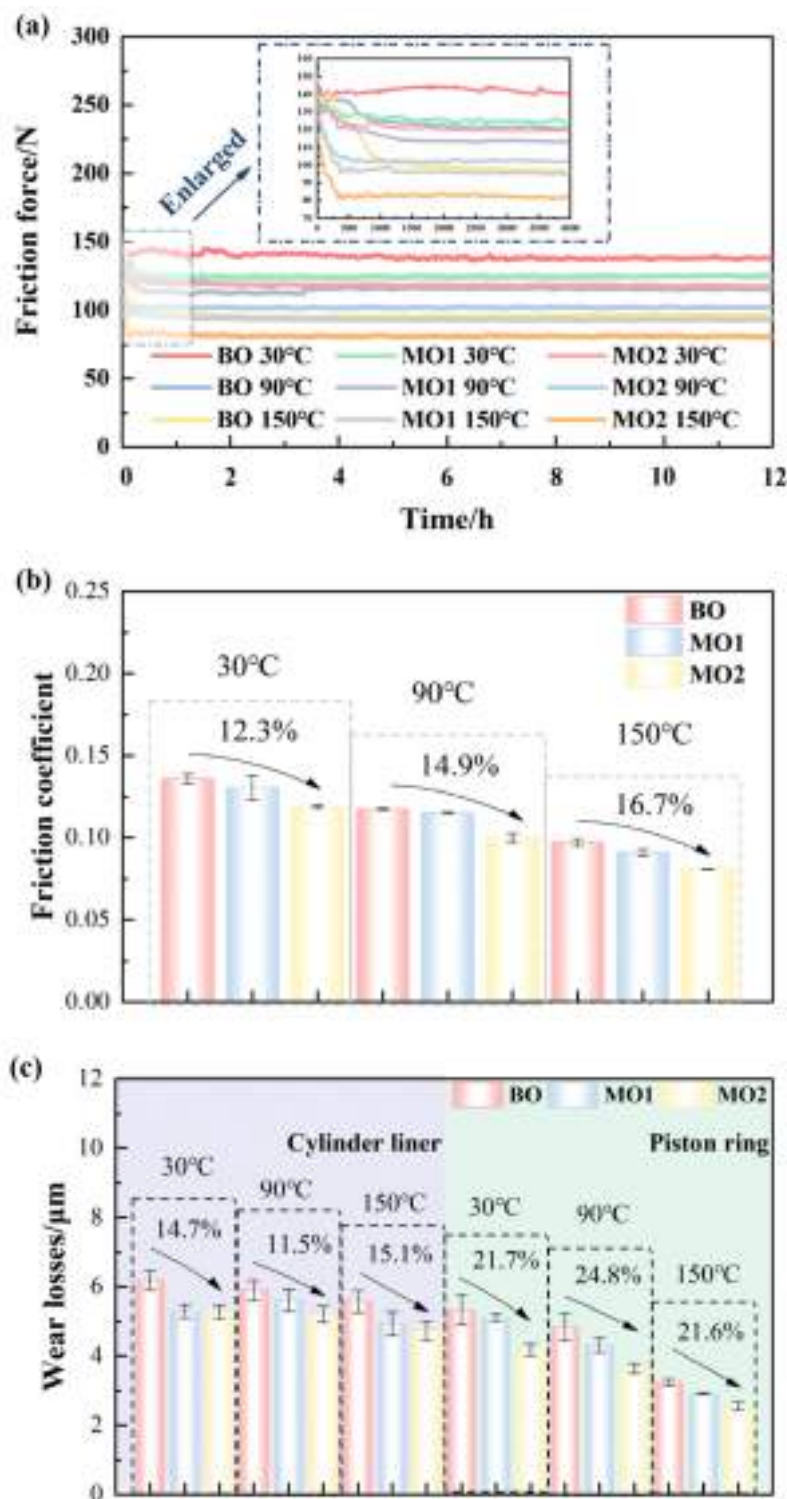 (a)
Friction force/N
300
250
200
150
100
50
0
Enlarged
0 2 4 6 8 10 12
Time/h
BO 30°C MO1 30°C MO2 30°C
BO 90°C MO1 90°C MO2 90°C
BO 150°C MO1 150°C MO2 150°C
(b)
Friction coefficient
0.25
0.20
0.15
0.10
0.05
0.00
BO
MO1
MO2
30°C
12.3%
90°C
14.9%
150°C
16.7%
(c)
Wear losses/μm
12
10
8
6
4
2
0
BO MO1 MO2
Cylinder liner Piston ring
30°C
14.7%
90°C
11.5%
150°C
15.1%
30°C
21.7%
90°C
24.8%
150°C
21.6%